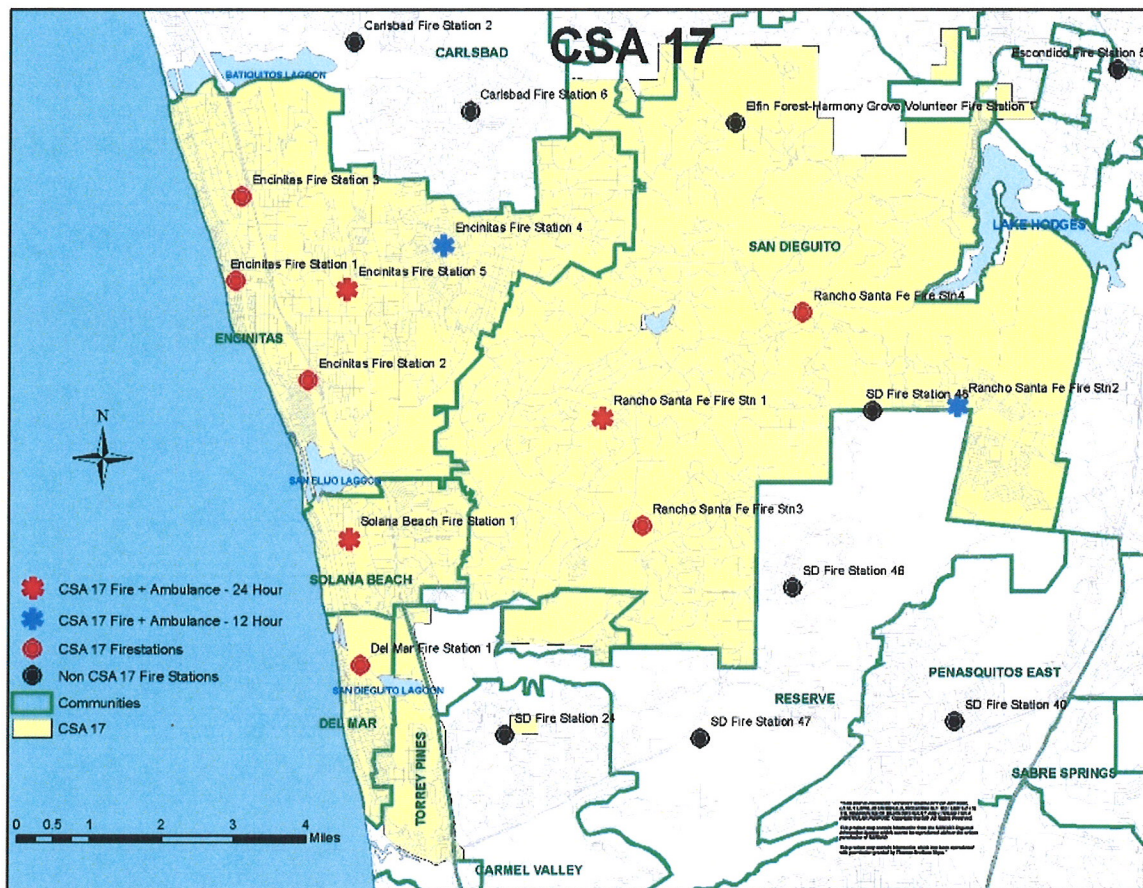 CSA 17
Carlsbad Fire Station 2
CARLSBAD
Escondido Fire Station 5
BATIQUITOS LAGOON
Carlsbad Fire Station 6
Elfin Forest-Harmony Grove Volunteer Fire Station 1
Encinitas Fire Station 3
Encinitas Fire Station 4
LAKE HODGES
SAN DIEGUITO
Encinitas Fire Station 1
Encinitas Fire Station 5
Rancho Santa Fe Fire Stn4
ENCINITAS
Encinitas Fire Station 2
Rancho Santa Fe Fire Stn2
SD Fire Station
Rancho Santa Fe Fire Stn 1
N
SAN ELIJO LAGOON
Rancho Santa Fe Fire Stn3
Solana Beach Fire Station 1
SOLANA BEACH
SD Fire Station 46
CSA 17 Fire + Ambulance - 24 Hour
CSA 17 Fire + Ambulance - 12 Hour
CSA 17 Firestations
Non CSA 17 Fire Stations
Communities
CSA 17
Del Mar Fire Station 1
SAN DIEGUITO LAGOON
PENASQUITOS EAST
RESERVE
DEL MAR
TORREY PINES
SD Fire Station 24
SD Fire Station 47
SD Fire Station 40
SABRE SPRINGS
0 0.5 1 2 3 4
Miles
CARMEL VALLEY